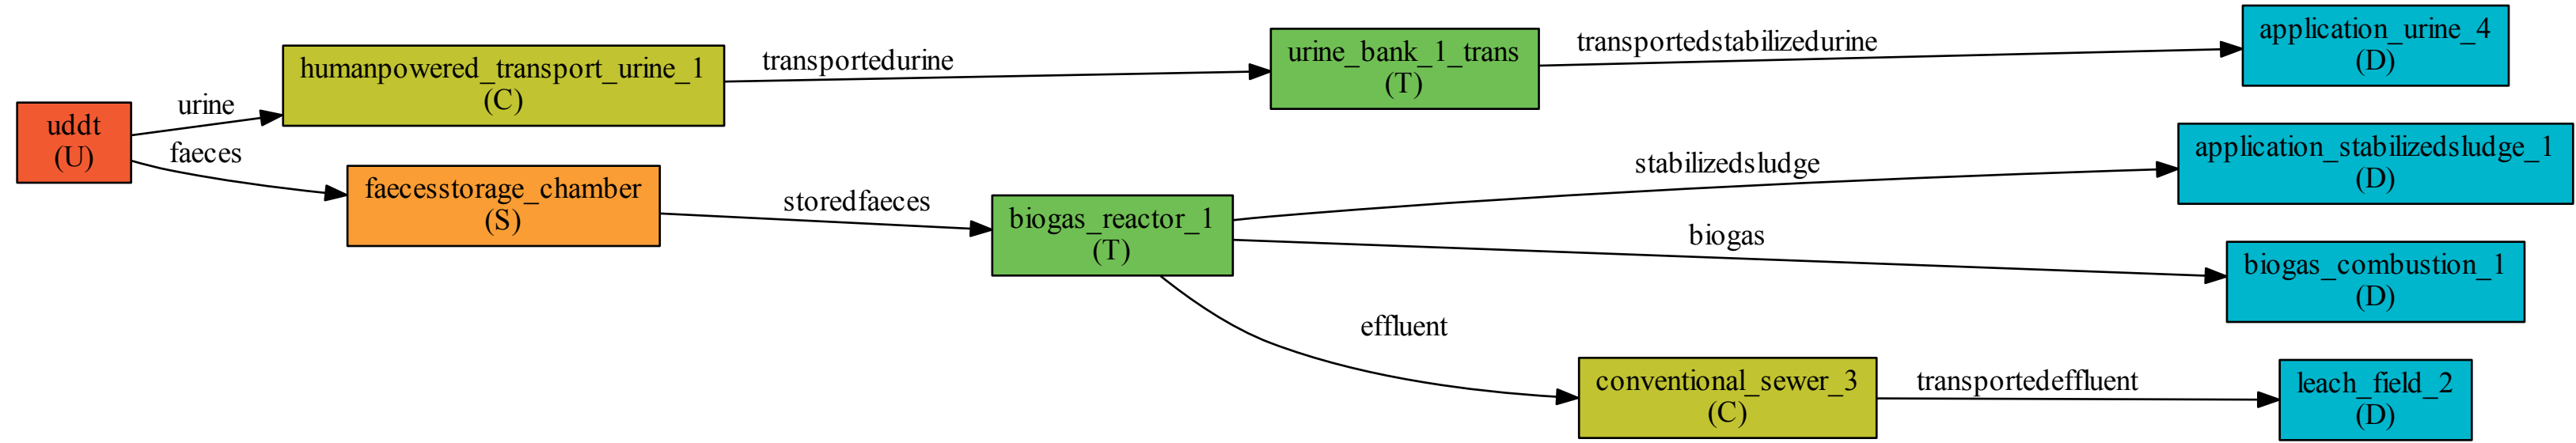 uddt
(U)
urine
faeces
humanpowered_transport_urine_1
(C)
transportedurine
urine_bank_1_trans
(T)
transportedstabilizedurine
application_urine_4
(D)
faecesstorage_chamber
(S)
storedfaeces
biogas_reactor_1
(T)
stabilizedsludge
application_stabilizedsludge_1
(D)
biogas
biogas_combustion_1
(D)
effluent
conventional_sewer_3
(C)
transportedeffluent
leach_field_2
(D)